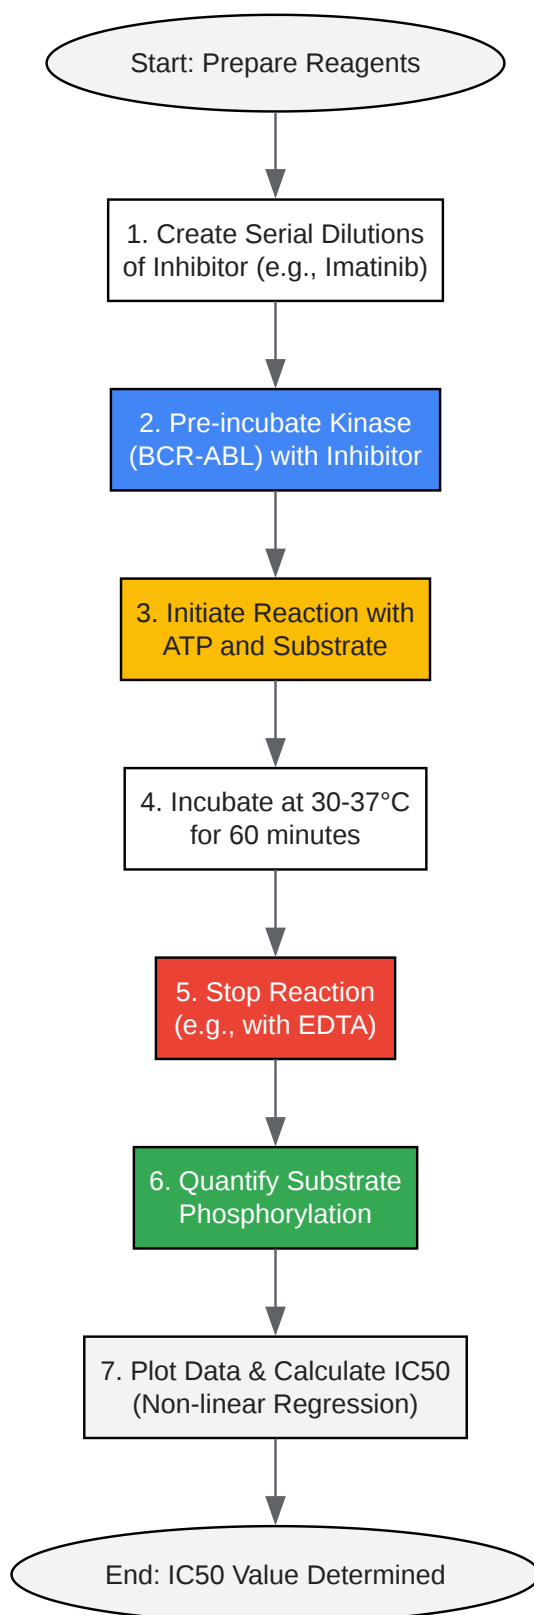 Start: Prepare Reagents
1. Create Serial Dilutions
of Inhibitor (e.g., Imatinib)
2. Pre-incubate Kinase
(BCR-ABL) with Inhibitor
3. Initiate Reaction with
ATP and Substrate
4. Incubate at 30-37°C
for 60 minutes
5. Stop Reaction
(e.g., with EDTA)
6. Quantify Substrate
Phosphorylation
7. Plot Data & Calculate IC50
(Non-linear Regression)
End: IC50 Value Determined